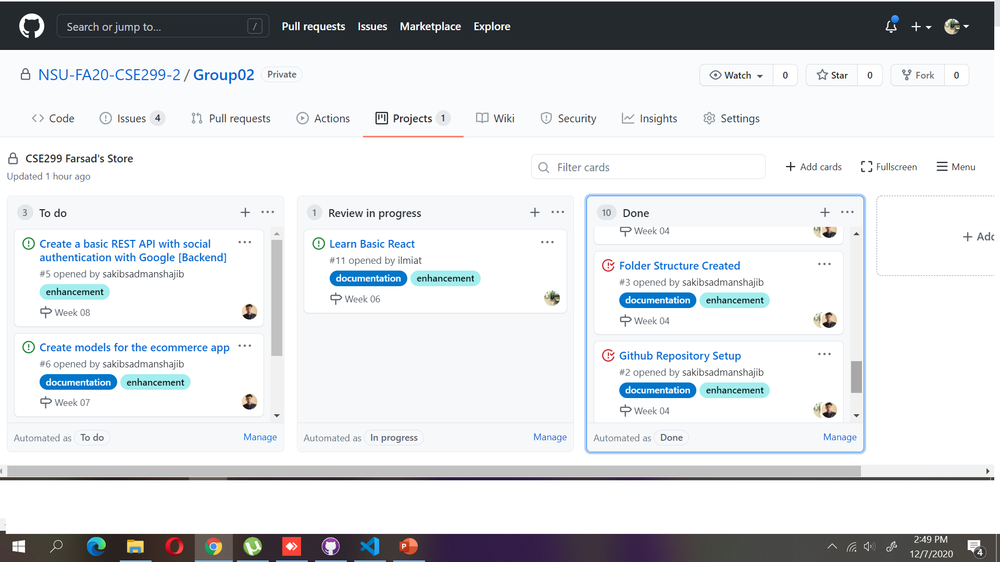 Search or jump to... /
Pull requests Issues Marketplace Explore
NSU-FA20-CSE299-2 / Group02 Private
Watch 0 Star 0 Fork 0
Code Issues 4 Pull requests Actions Projects 1 Wiki Security Insights Settings
CSE299 Farsad's Store
Updated 1 hour ago
Filter cards
Add cards Fullscreen Menu
3 To do
Create a basic REST API with social
authentication with Google [Backend]
#5 opened by sakibsadmanshajib
enhancement
Week 08
Create models for the ecommerce app
#6 opened by sakibsadmanshajib
documentation enhancement
Week 07
Automated as To do Manage
1 Review in progress
Learn Basic React
#11 opened by ilmiat
documentation enhancement
Week 06
Automated as In progress Manage
10 Done
Week 04
Folder Structure Created
#3 opened by sakibsadmanshajib
documentation enhancement
Week 04
Github Repository Setup
#2 opened by sakibsadmanshajib
documentation enhancement
Week 04
Automated as Done Manage
+ Add
2:49 PM
12/7/2020
4